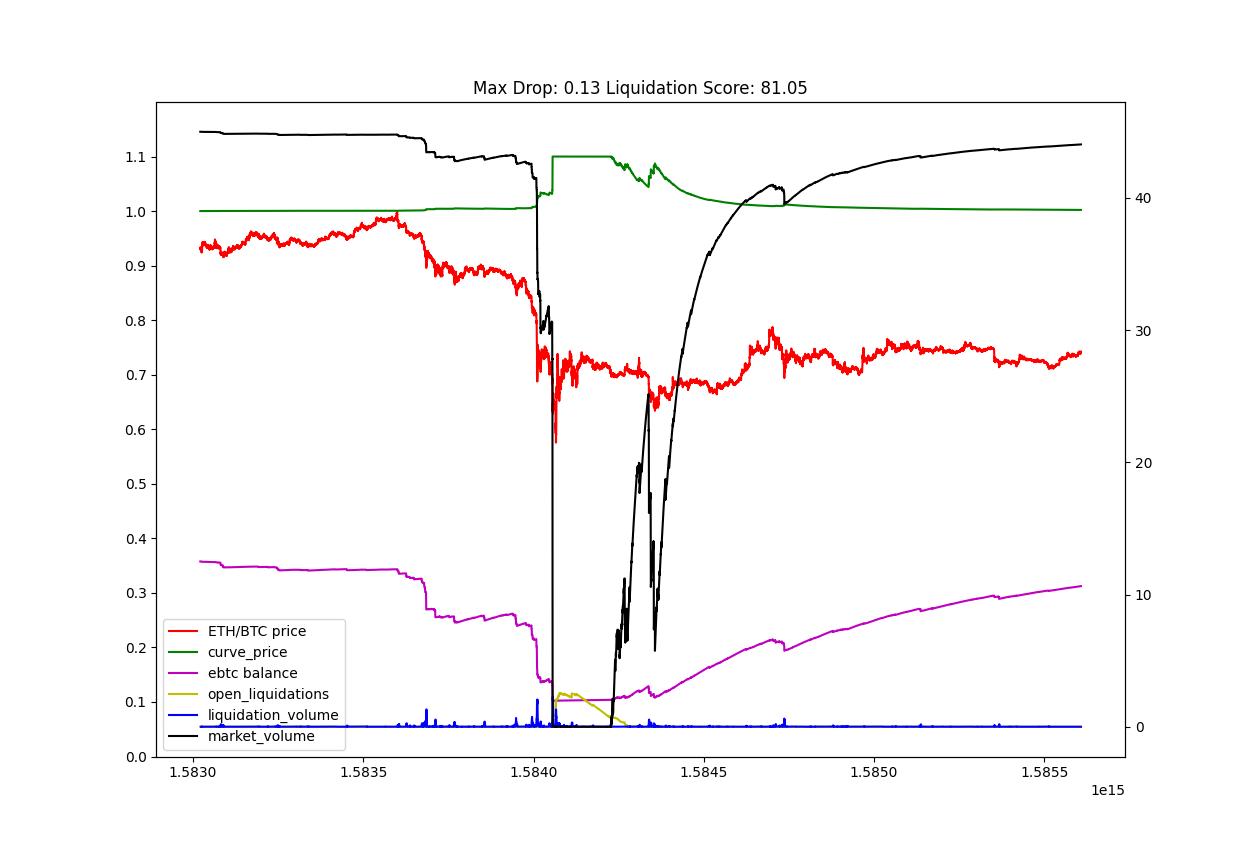 Max Drop: 0.13 Liquidation Score: 81.05
1.1
1.0
0.9
0.8
0.7
0.6
0.5
0.4
0.3
0.2
0.1
0.0
40
30
20
10
0
ETH/BTC price
curve_price
ebtc balance
open_liquidations
liquidation_volume
market_volume
1.5830
1.5835
1.5840
1.5845
1.5850
1.5855
1e15